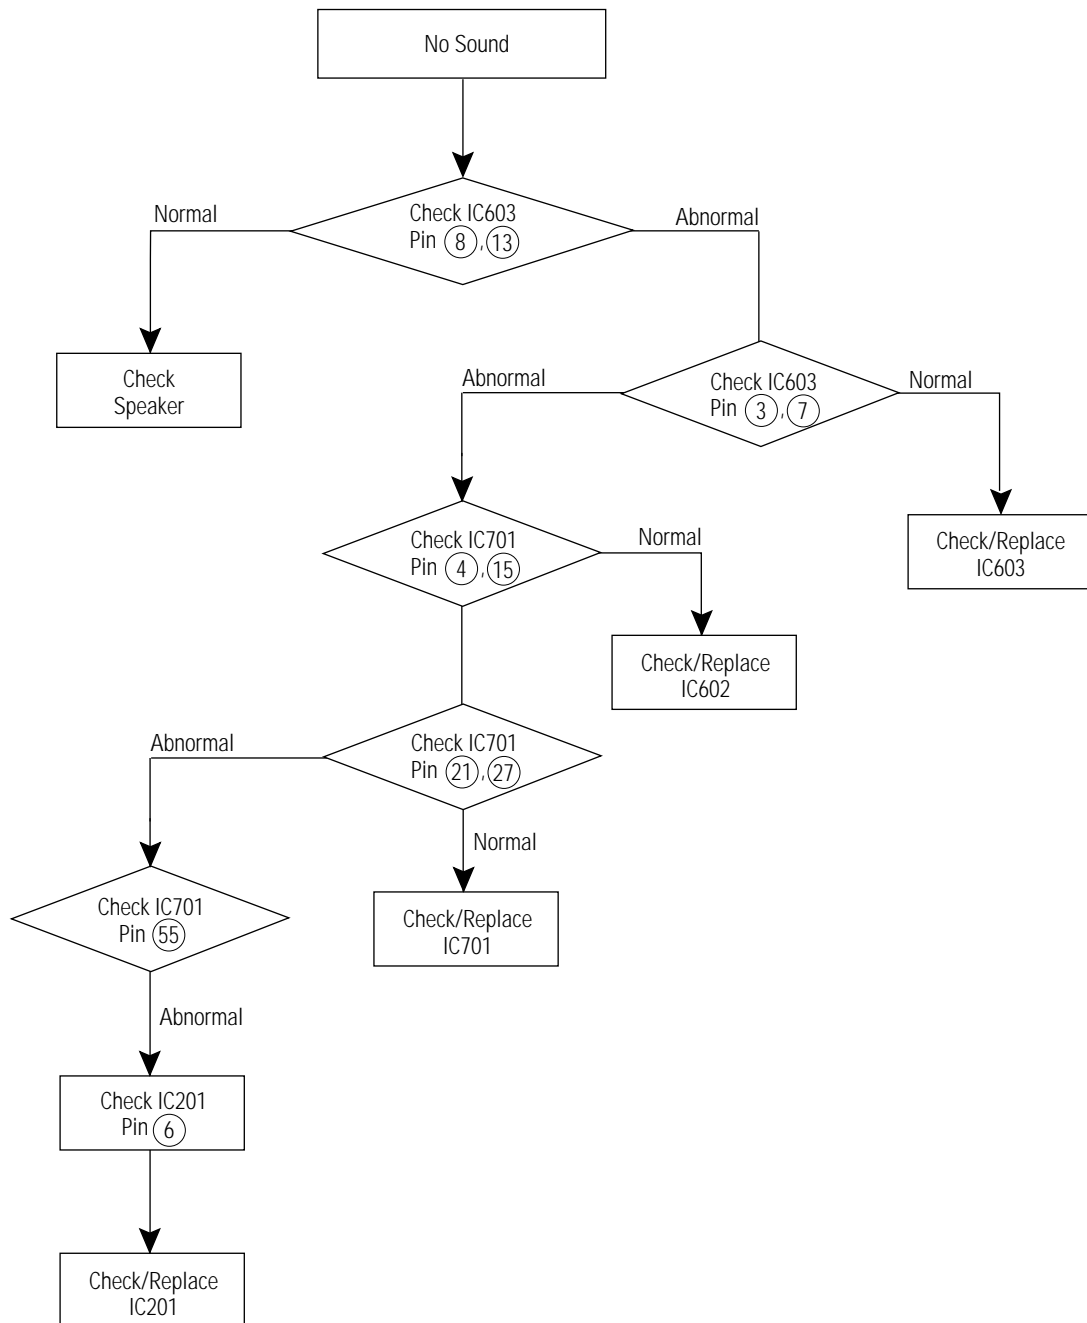 No Sound
Normal
Check IC603
Pin 8, 13
Abnormal
Check
Speaker
Abnormal
Check IC603
Pin 3, 7
Normal
Check IC701
Pin 4, 15
Normal
Check/Replace
IC603
Check/Replace
IC602
Abnormal
Check IC701
Pin 21, 27
Normal
Check IC701
Pin 55
Check/Replace
IC701
Abnormal
Check IC201
Pin 6
Check/Replace
IC201